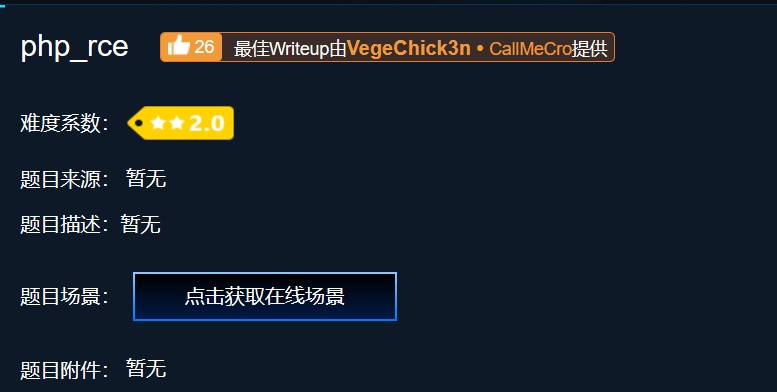 php_rce 26 最佳Writeup由VegeChick3n • CallMeCro提供
难度系数： 2.0
题目来源： 暂无
题目描述：暂无
题目场景： 点击获取在线场景
题目附件： 暂无